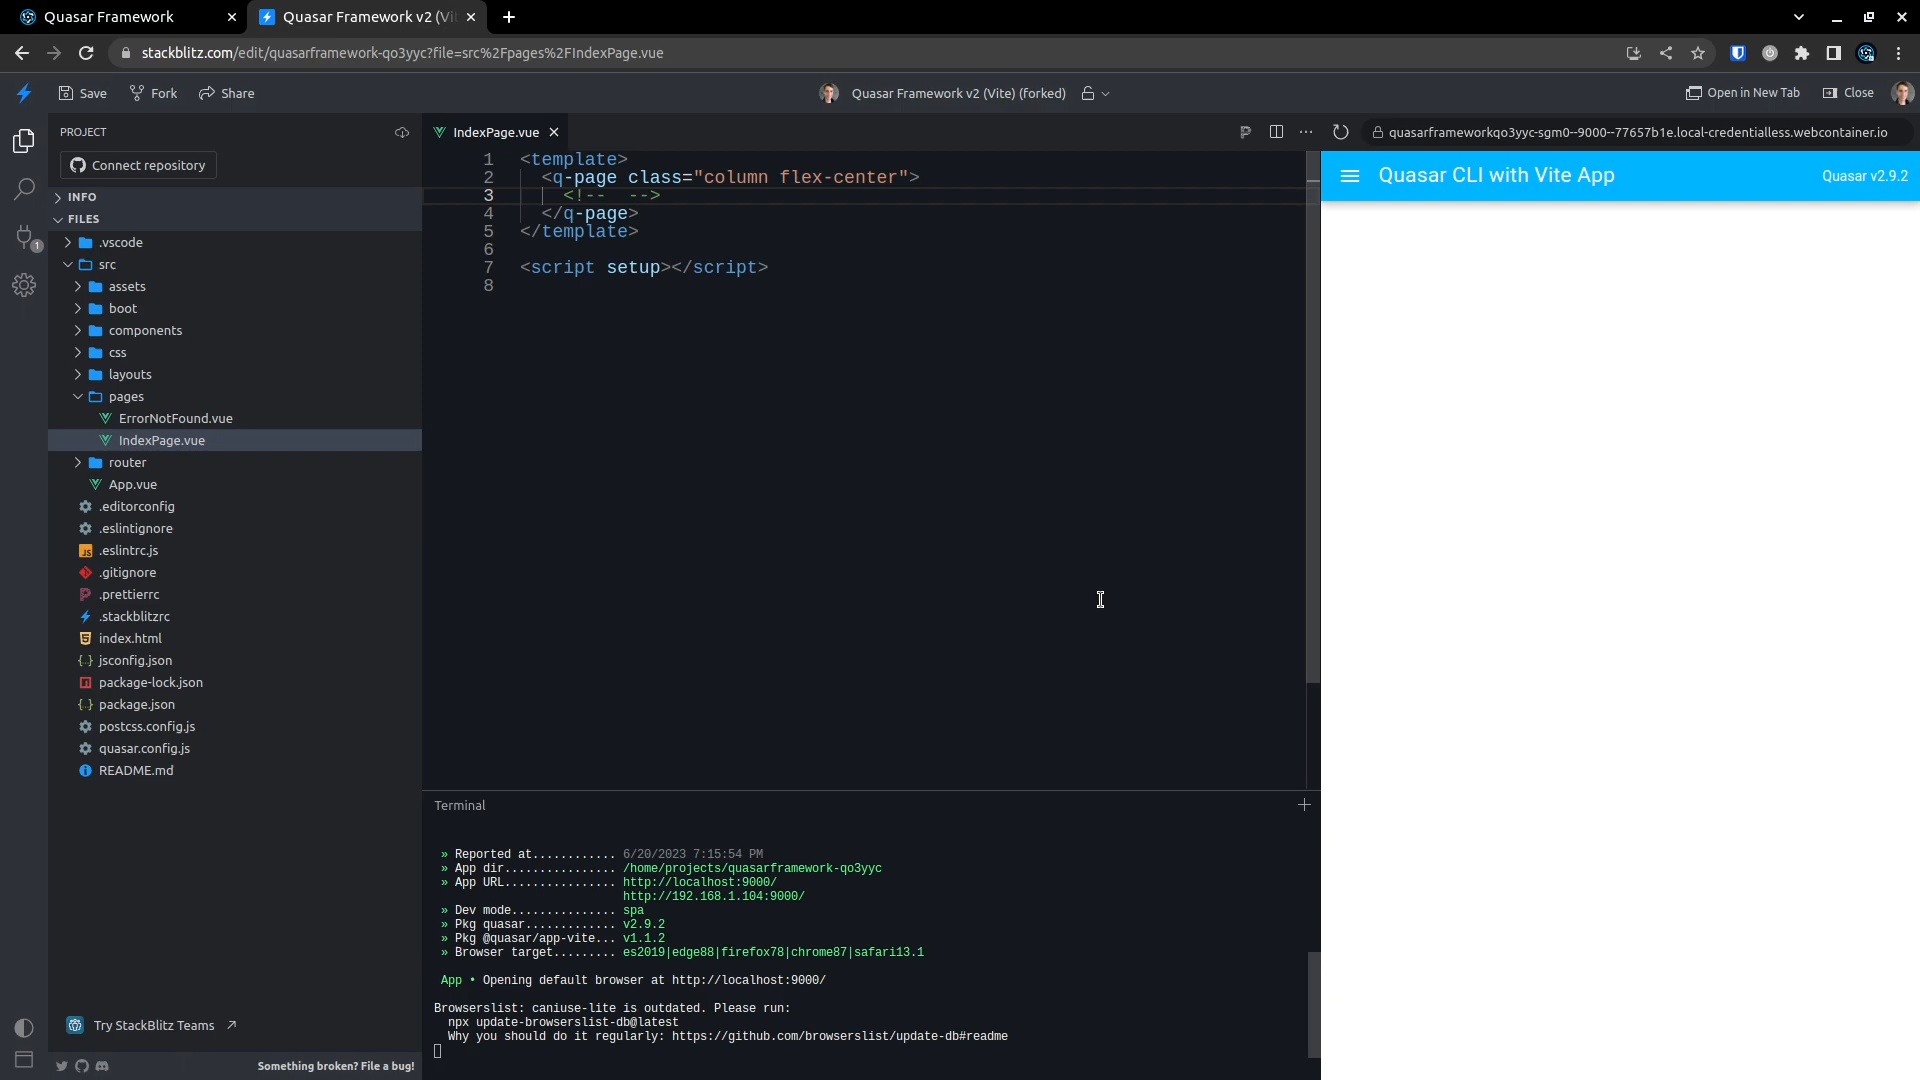 Quasar Framework
Quasar Framework v2 (Vi
stackblitz.com/edit/quasarframework-qo3yyc?file=src%2Fpages%2FIndexPage.vue
Save
Fork
Share
Quasar Framework v2 (Vite) (forked)
Open in New Tab
Close
PROJECT
Connect repository
INFO
FILES
.vscode
src
assets
boot
components
css
layouts
pages
ErrorNotFound.vue
IndexPage.vue
router
App.vue
.editorconfig
.eslintignore
.eslintrc.js
.gitignore
.prettierrc
.stackblitzrc
index.html
jsconfig.json
package-lock.json
package.json
postcss.config.js
quasar.config.js
README.md
Try StackBlitz Teams
Something broken? File a bug!
1
IndexPage.vue
1 <template>
2 <q-page class="column flex-center">
3 <!--  -->
4 </q-page>
5 </template>
6
7 <script setup></script>
8
Terminal
» Reported at............ 6/20/2023 7:15:54 PM
» App dir................ /home/projects/quasarframework-qo3yyc
» App URL................ http://localhost:9000/
http://192.168.1.104:9000/
» Dev mode............... spa
» Pkg quasar............. v2.9.2
» Pkg @quasar/app-vite... v1.1.2
» Browser target......... es2019|edge88|firefox78|chrome87|safari13.1
App • Opening default browser at http://localhost:9000/
Browserslist: caniuse-lite is outdated. Please run:
npx update-browserslist-db@latest
Why you should do it regularly: https://github.com/browserslist/update-db#readme
quasarframeworkqo3yyc-sgm0--9000--77657b1e.local-credentialless.webcontainer.io
Quasar CLI with Vite App
Quasar v2.9.2